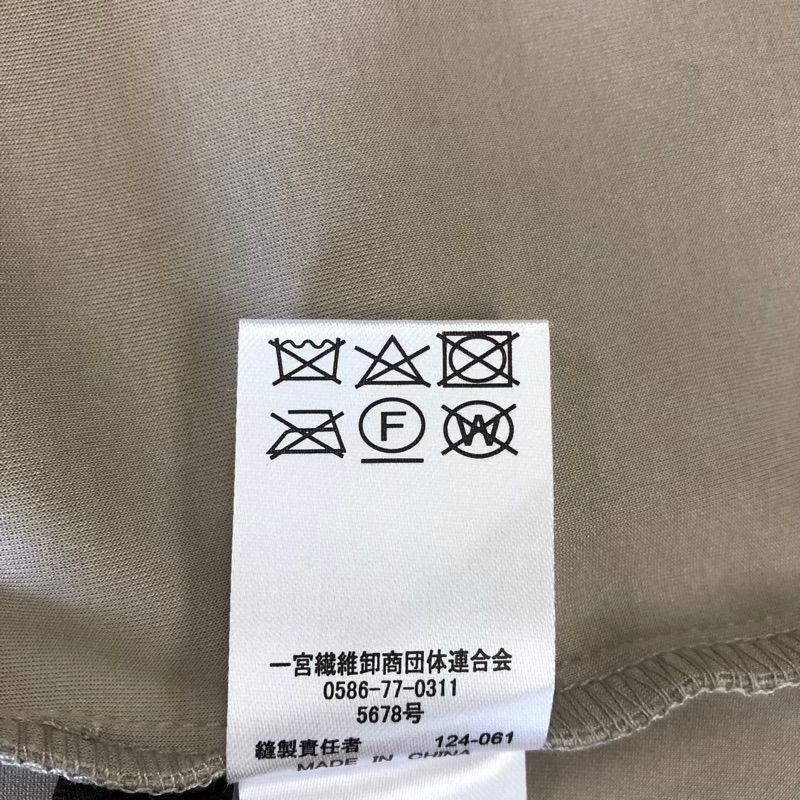 F W
一宮繊維卸商団体連合会
0586-77-0311
5678号
縫製責任者 124-061
MADE IN CHINA